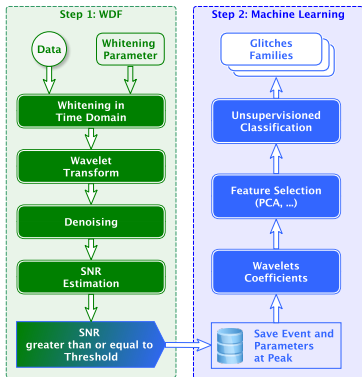 Step 1: WDF
Data
Whitening
Parameter
Whitening in
Time Domain
Wavelet
Transform
Denoising
SNR
Estimation
SNR
greater than or equal to
Threshold
Step 2: Machine Learning
Glitches
Families
Unsupervisioned
Classification
Feature Selection
(PCA, ...)
Wavelets
Coefficients
Save Event and
Parameters
at Peak